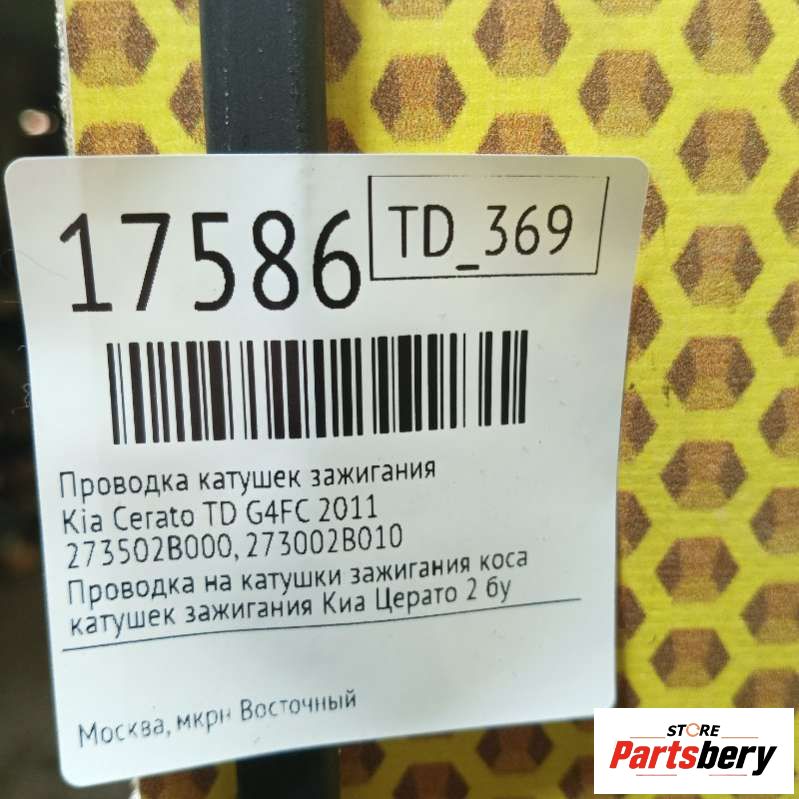 17586
TD_369
Проводка катушек зажигания
Kia Cerato TD G4FC 2011
273502B000, 273002B010
Проводка на катушки зажигания коса
катушек зажигания Киа Церато 2 бу
Москва, мкрн Восточный
STORE
Partsbery